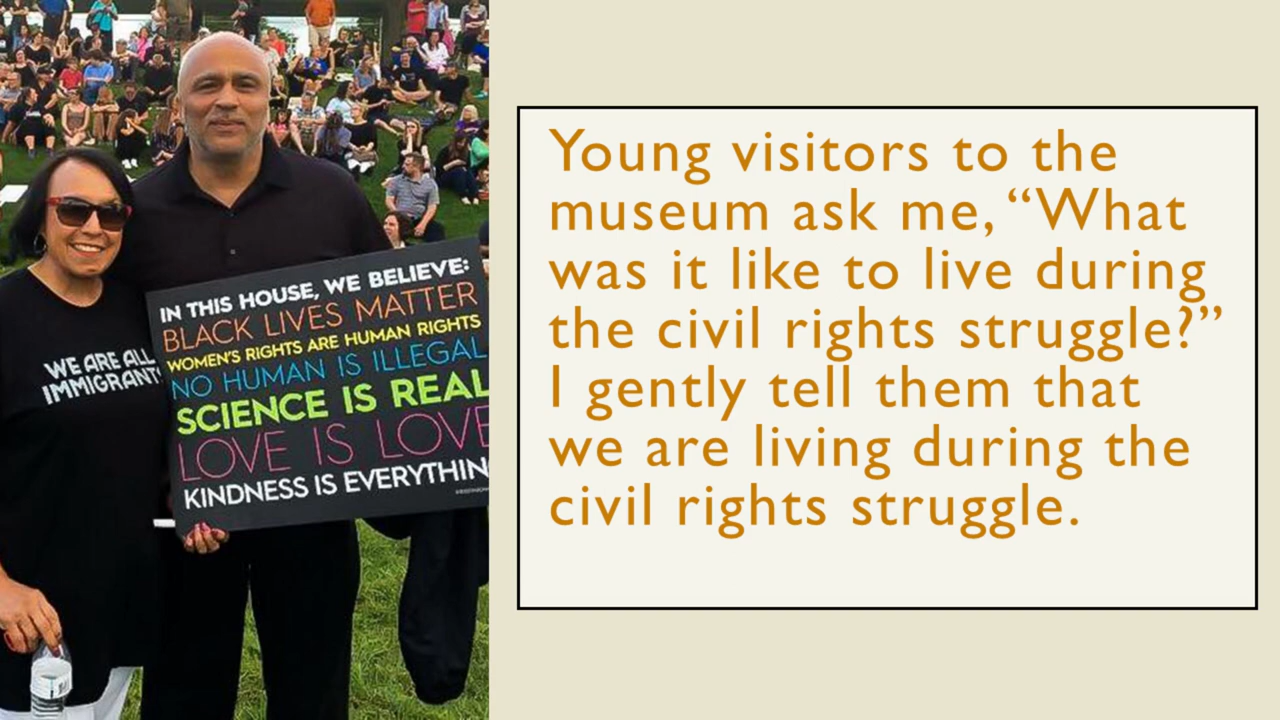 WE ARE ALL
IMMIGRANTS
IN THIS HOUSE, WE BELIEVE:
BLACK LIVES MATTER
WOMEN'S RIGHTS ARE HUMAN RIGHTS
NO HUMAN IS ILLEGAL
SCIENCE IS REAL
LOVE IS LOVE
KINDNESS IS EVERYTHIN
Young visitors to the
museum ask me, “What
was it like to live during
the civil rights struggle?”
I gently tell them that
we are living during the
civil rights struggle.